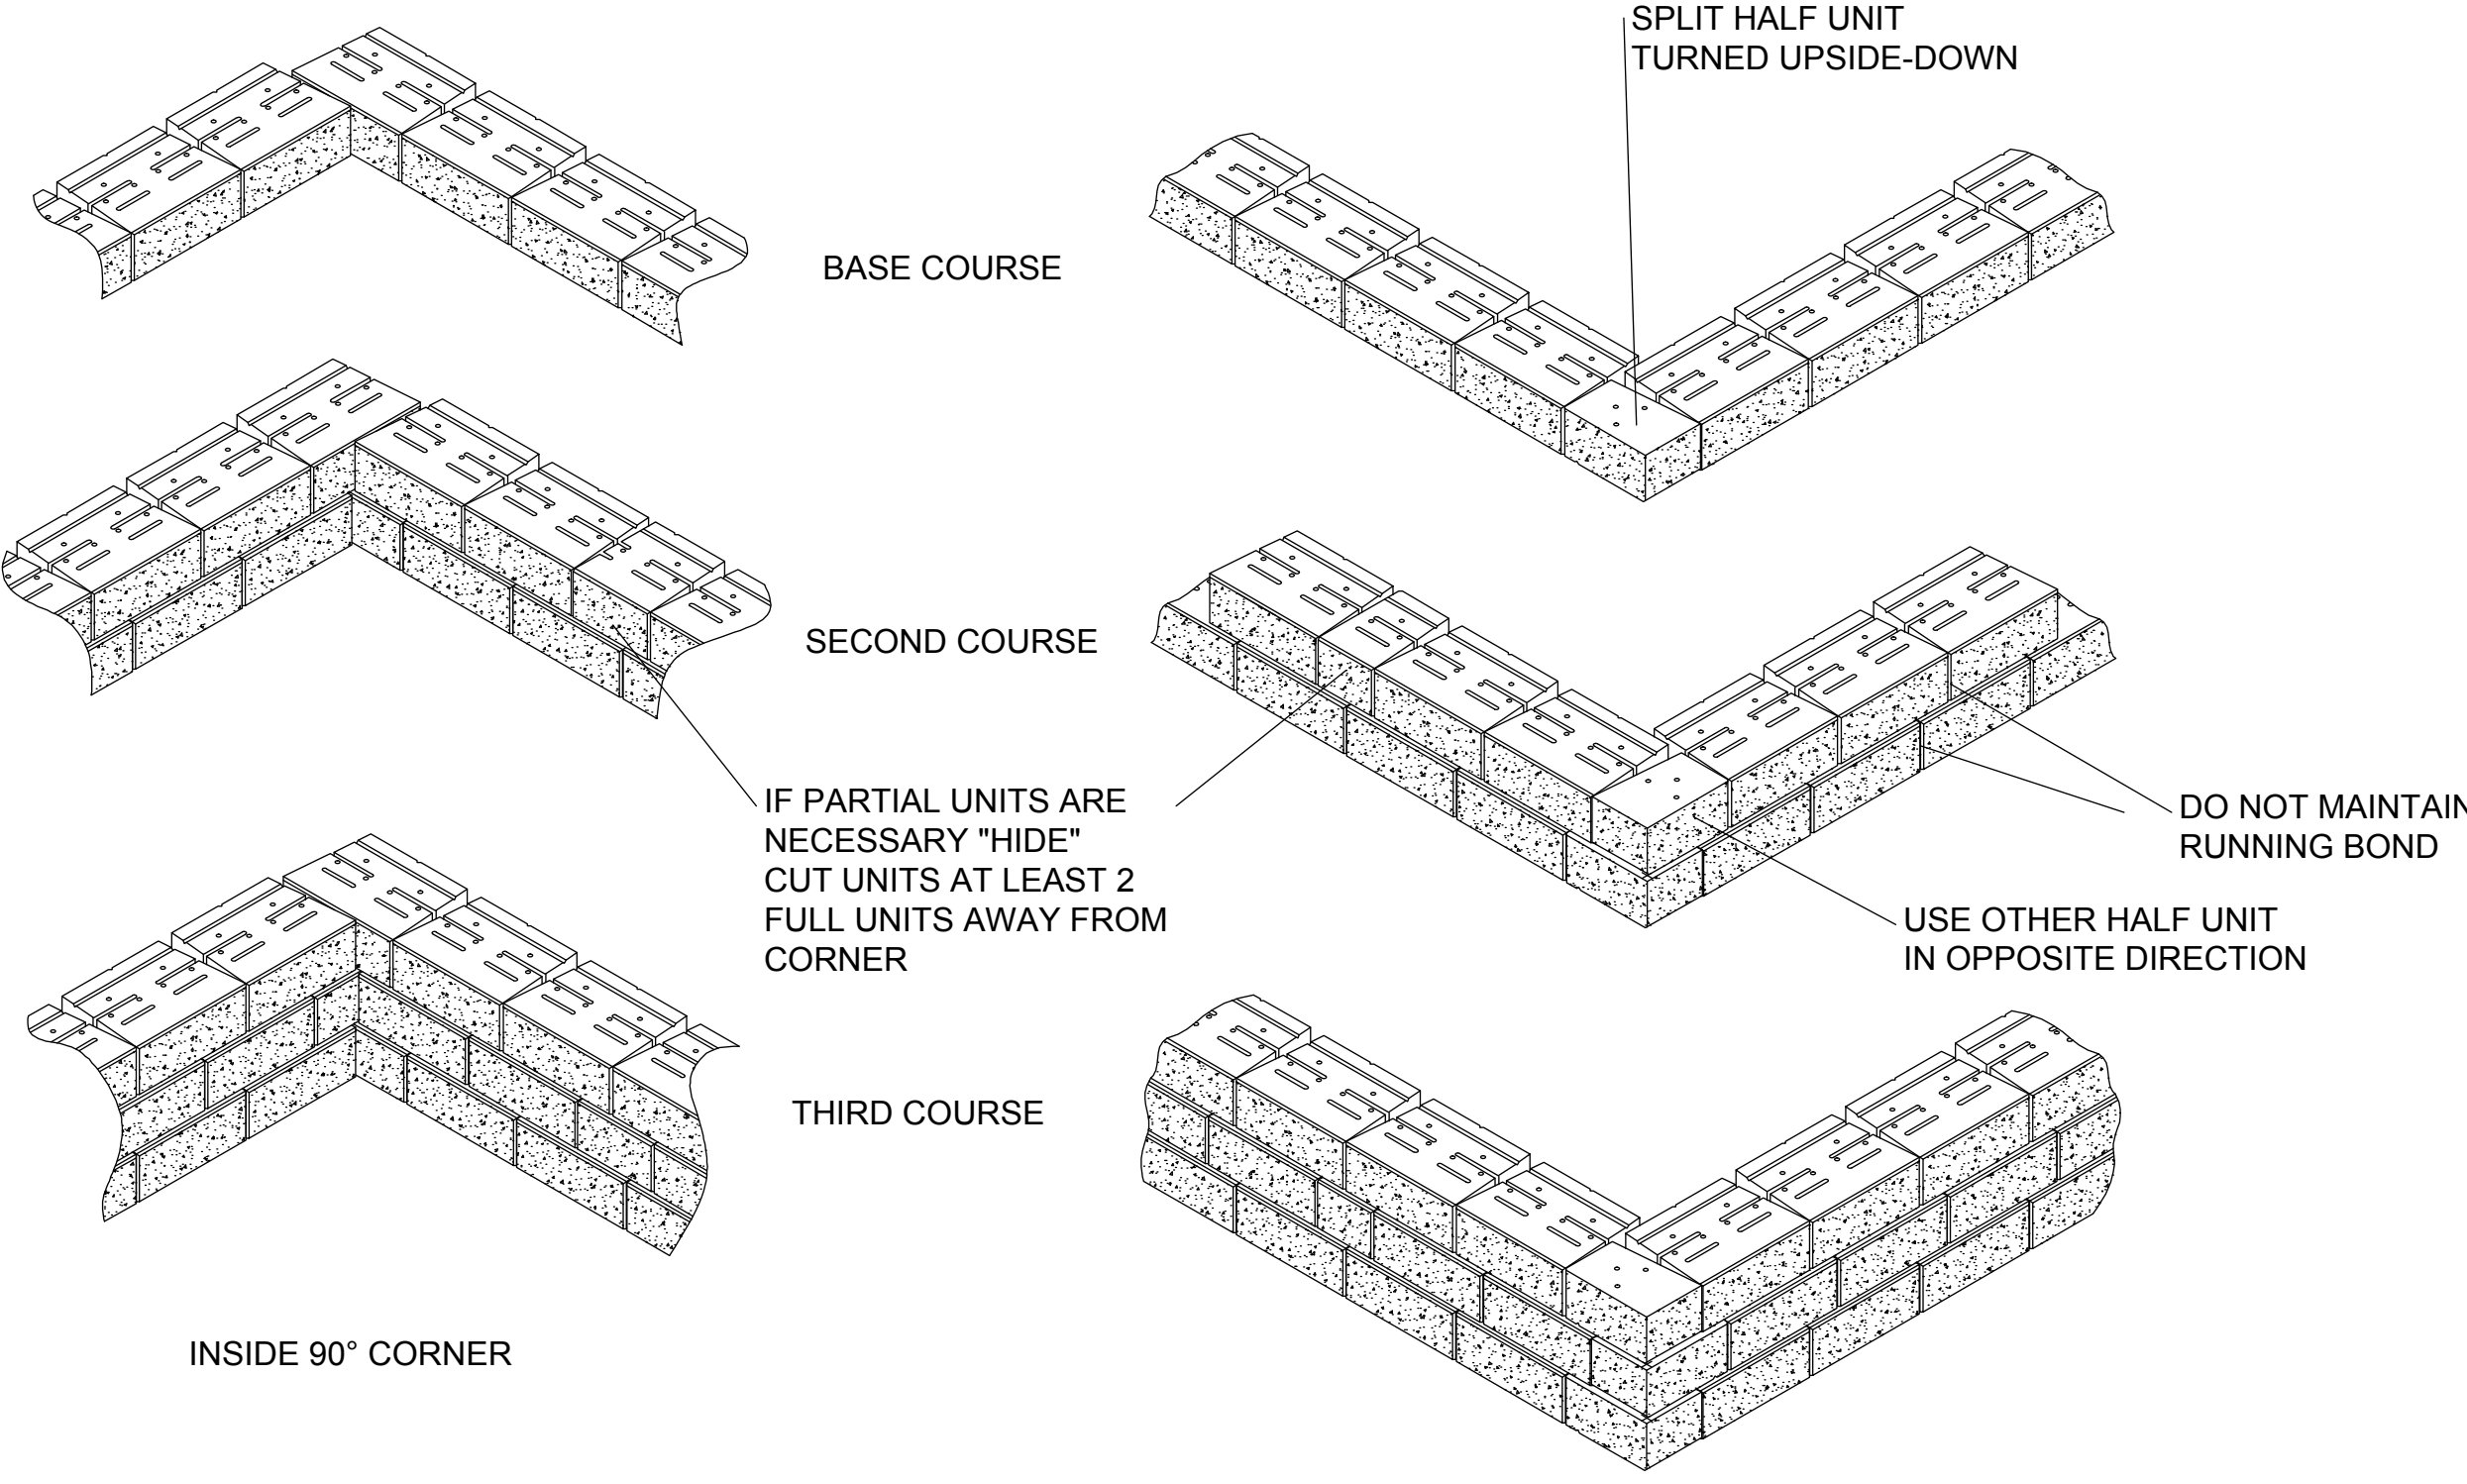 SPLIT HALF UNIT
TURNED UPSIDE-DOWN
BASE COURSE
SECOND COURSE
IF PARTIAL UNITS ARE
NECESSARY "HIDE"
CUT UNITS AT LEAST 2
FULL UNITS AWAY FROM
CORNER
DO NOT MAINTAIN
RUNNING BOND
USE OTHER HALF UNIT
IN OPPOSITE DIRECTION
THIRD COURSE
INSIDE 90° CORNER